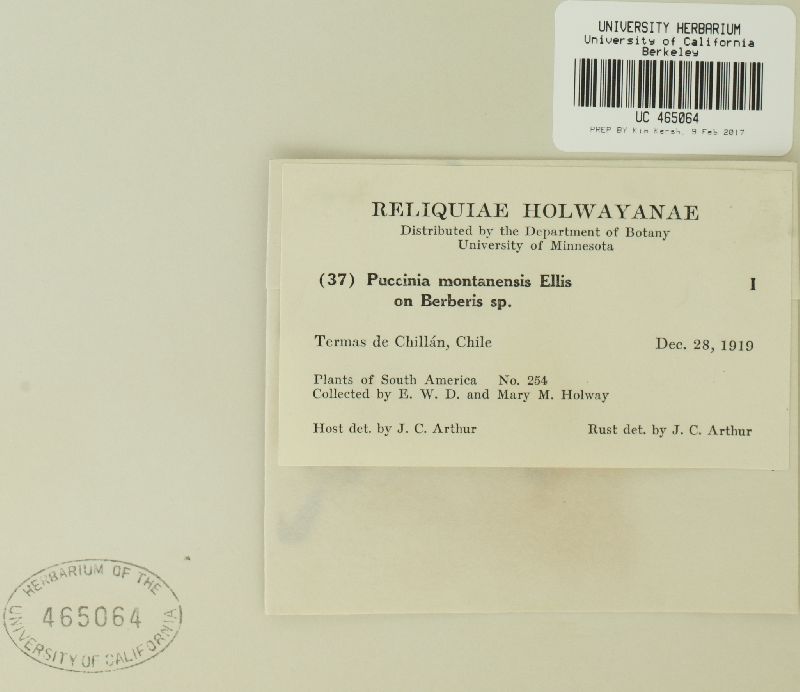 UNIVERSITY HERBARIUM
University of California
Berkeley
UC 465064
PREP BY Kim Kersh, 9 Feb 2017
RELIQUIAE HOLWAYANAE
Distributed by the Department of Botany
University of Minnesota
(37) Puccinia montanensis Ellis I
on Berberis sp.
Termas de Chillán, Chile Dec. 28, 1919
Plants of South America No. 254
Collected by E. W. D. and Mary M. Holway
Host det. by J. C. Arthur Rust det. by J. C. Arthur
HERBARIUM OF THE
465064
UNIVERSITY OF CALIFORNIA